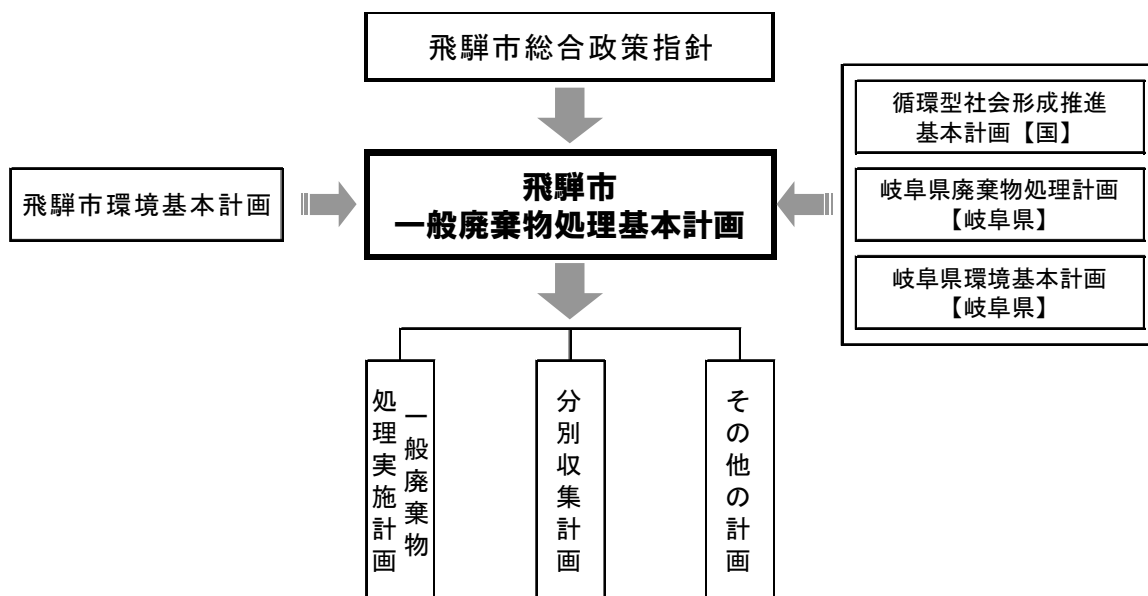 飛騨市総合政策指針
循環型社会形成推進
基本計画【国】
飛騨市環境基本計画
飛騨市
一般廃棄物処理基本計画
岐阜県廃棄物処理計画
【岐阜県】
岐阜県環境基本計画
【岐阜県】
一般廃棄物
処理実施計画
分別収集計画
その他の計画